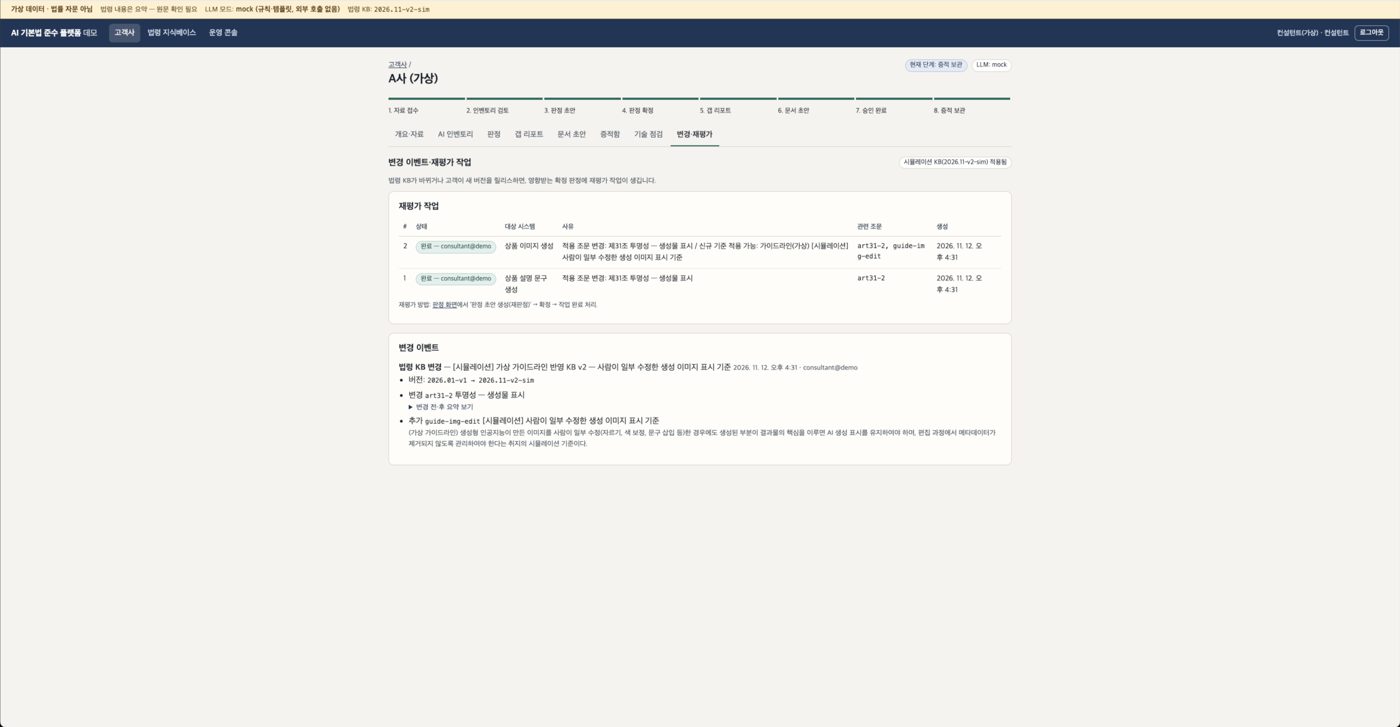 가상 데이터 · 법률 자문 아님 법령 내용은 요약 — 원문 확인 필요 LLM 모드: mock (규칙·템플릿, 외부 호출 없음) 법령 KB: 2026.11-v2-sim
AI 기본법 준수 플랫폼 데모 고객사 법령 지식베이스 운영 콘솔 컨설턴트(가상) · 컨설턴트 로그아웃
고객사 / 현재 단계: 증적 보관 LLM: mock
A사 (가상)
1. 자료 접수 2. 인벤토리 검토 3. 판정 초안 4. 판정 확정 5. 갭 리포트 6. 문서 초안 7. 승인 완료 8. 증적 보관
개요·자료 AI 인벤토리 판정 갭 리포트 문서 초안 증적함 기술 점검 변경·재평가
변경 이벤트·재평가 작업 시뮬레이션 KB(2026.11-v2-sim) 적용됨
법령 KB가 바뀌거나 고객이 새 버전을 릴리스하면, 영향받는 확정 판정에 재평가 작업이 생깁니다.
재평가 작업
# 상태 대상 시스템 사유 관련 조문 생성
2 완료 — consultant@demo 상품 이미지 생성 적용 조문 변경: 제31조 투명성 — 생성물 표시 / 신규 기준 적용 가능: 가이드라인(가상) [시뮬레이션] art31-2, guide-im 2026. 11. 12. 오
사람이 일부 수정한 생성 이미지 표시 기준 g-edit 후 4:31
1 완료 — consultant@demo 상품 설명 문구 적용 조문 변경: 제31조 투명성 — 생성물 표시 art31-2 2026. 11. 12. 오
생성 후 4:31
재평가 방법: 판정 화면에서 '판정 초안 생성(재판정)' → 확정 → 작업 완료 처리.
변경 이벤트
법령 KB 변경 — [시뮬레이션] 가상 가이드라인 반영 KB v2 — 사람이 일부 수정한 생성 이미지 표시 기준 2026. 11. 12. 오후 4:31 · consultant@demo
• 버전: 2026.01-v1 → 2026.11-v2-sim
• 변경 art31-2 투명성 — 생성물 표시
▶ 변경 전·후 요약 보기
• 추가 guide-img-edit [시뮬레이션] 사람이 일부 수정한 생성 이미지 표시 기준
(가상 가이드라인) 생성형 인공지능이 만든 이미지를 사람이 일부 수정(자르기, 색 보정, 문구 삽입 등)한 경우에도 생성된 부분이 결과물의 핵심을 이루면 AI 생성 표시를 유지하여야 하며, 편집 과정에서 메타데이터가
제거되지 않도록 관리하여야 한다는 취지의 시뮬레이션 기준이다.